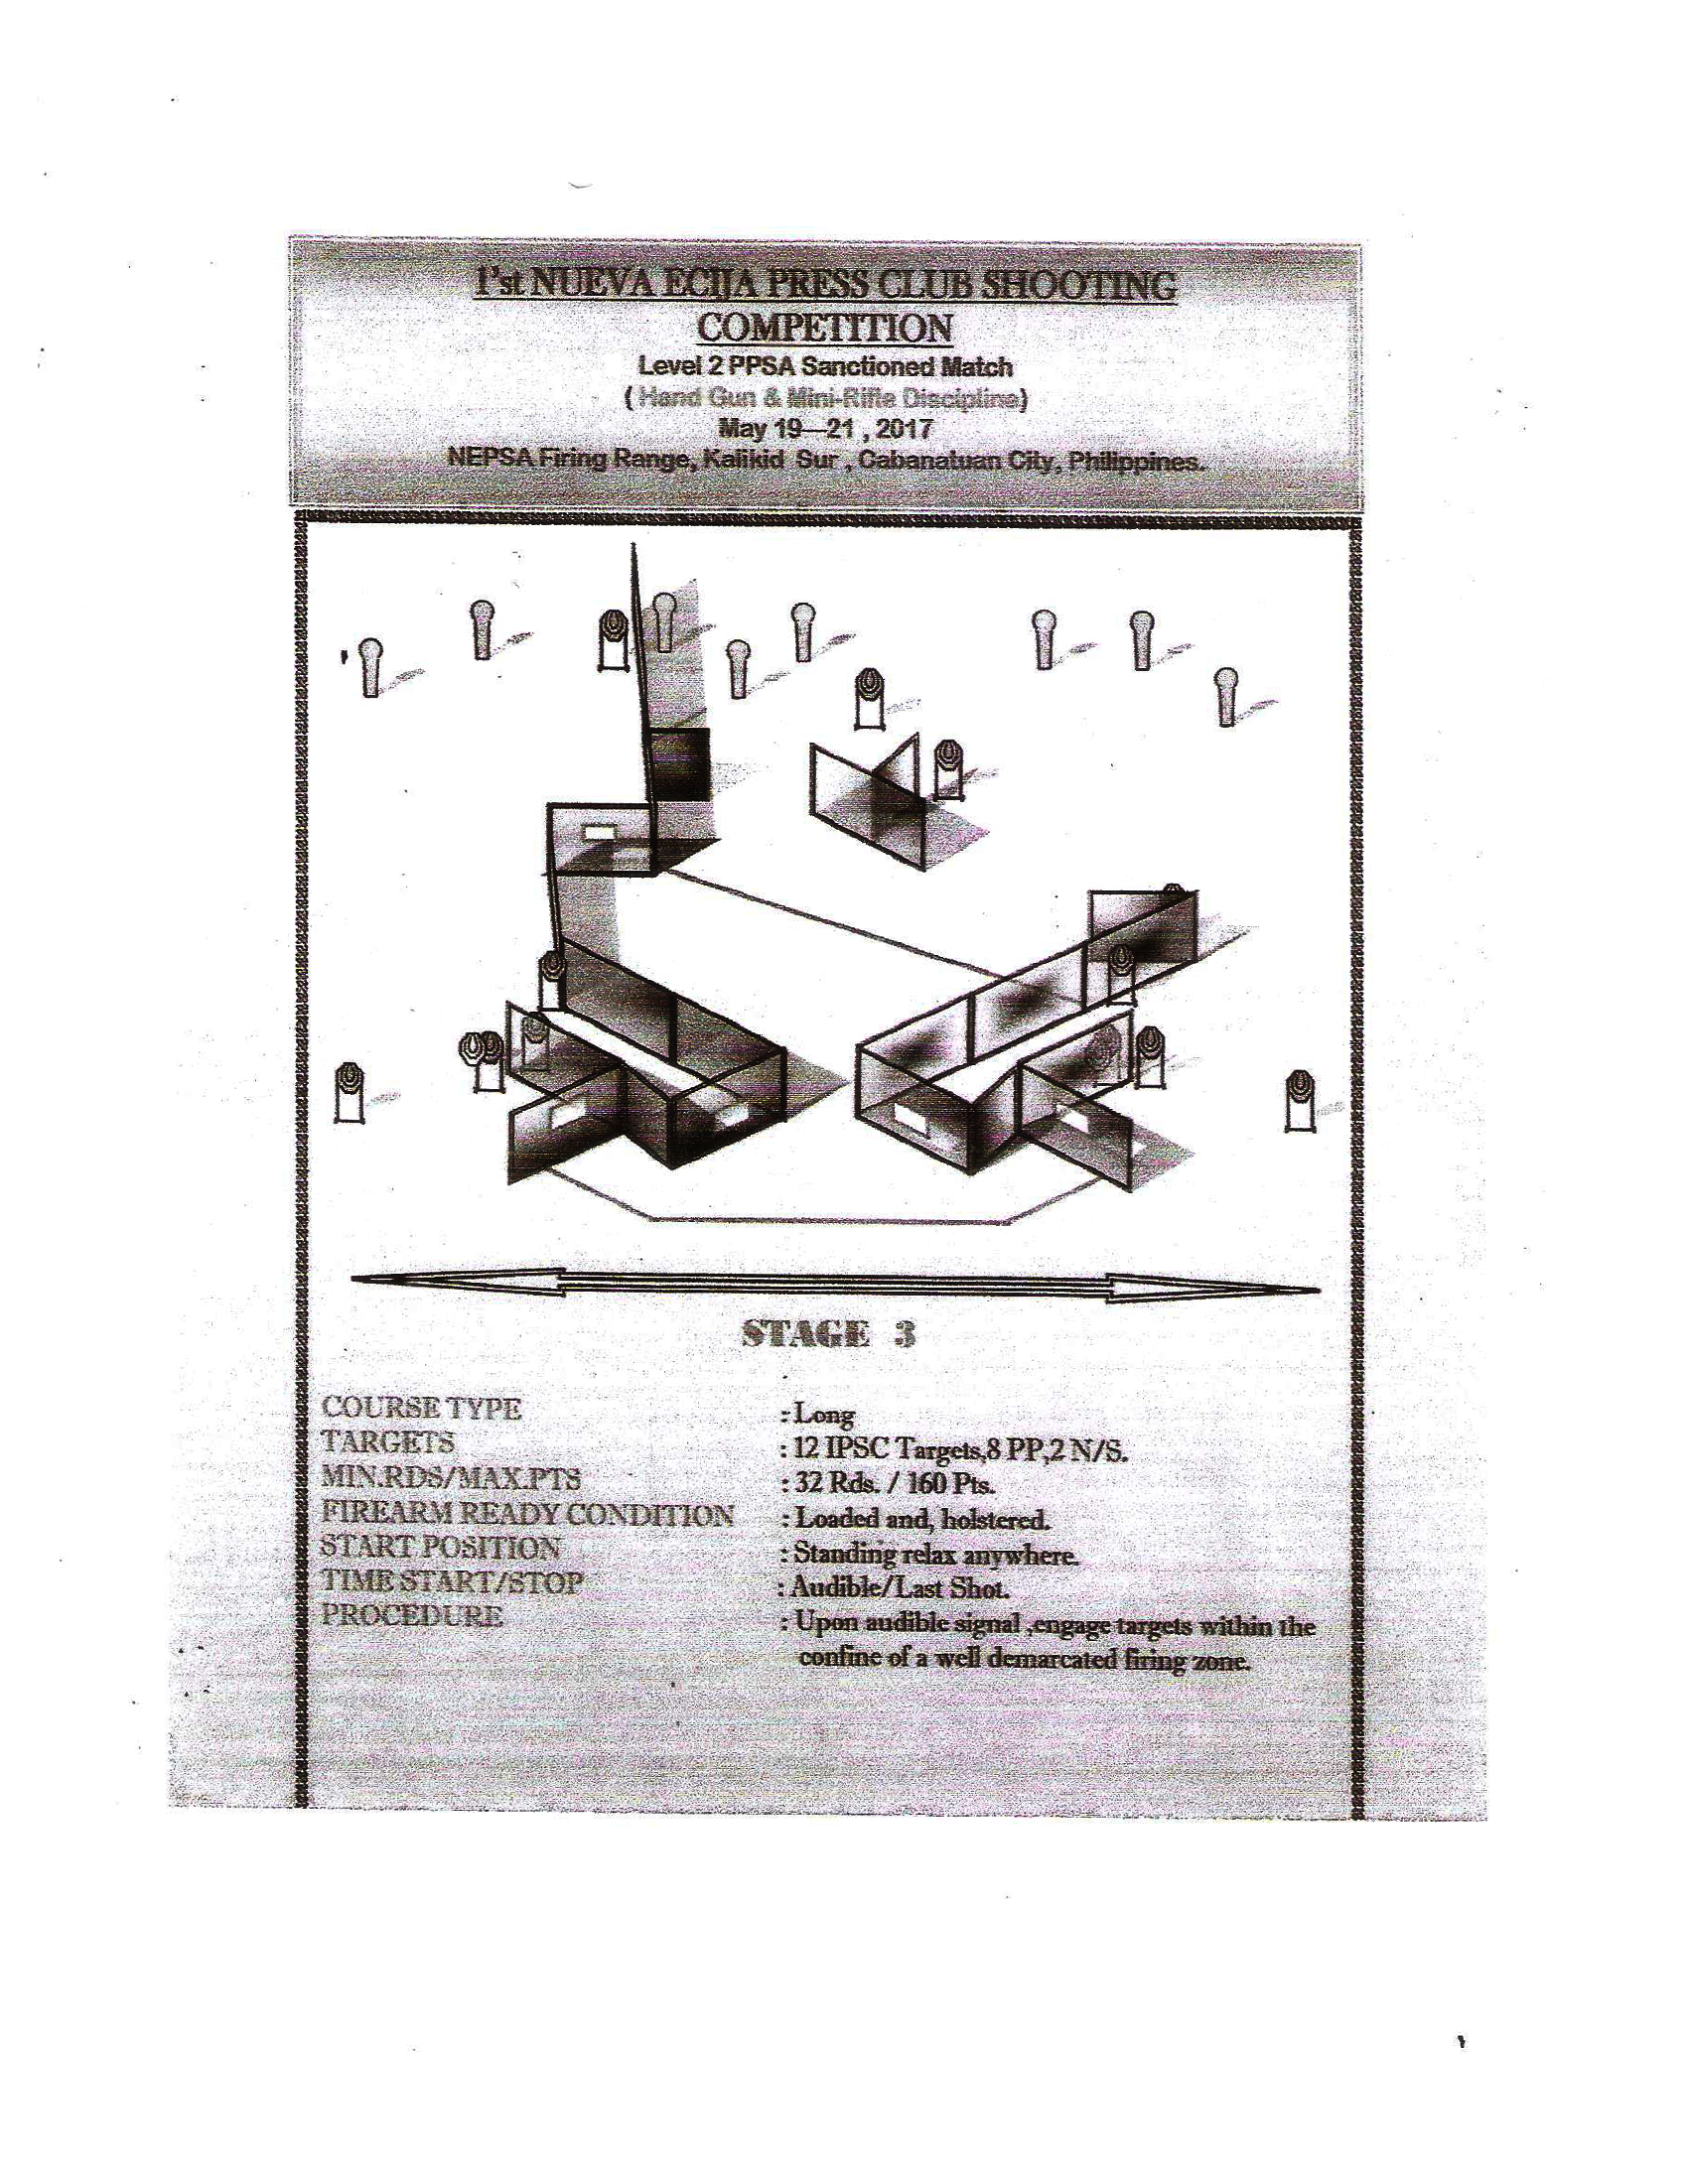 1'st NUEVA ECIJA PRESS CLUB SHOOTING
COMPETITION
Level 2 PPSA Sanctioned Match
( Hand Gun & Mini-Rifle Discipline)
May 19—21 , 2017
NEPSA Firing Range, Kalikid Sur , Cabanatuan City, Philippines.
STAGE 3
COURSE TYPE : Long
TARGETS : 12 IPSC Targets,8 PP,2 N/S.
MIN.RDS/MAX.PTS : 32 Rds. / 160 Pts.
FIREARM READY CONDITION : Loaded and, holstered.
START POSITION : Standing relax anywhere.
TIME START/STOP : Audible/Last Shot.
PROCEDURE : Upon audible signal ,engage targets within the
confine of a well demarcated firing zone.